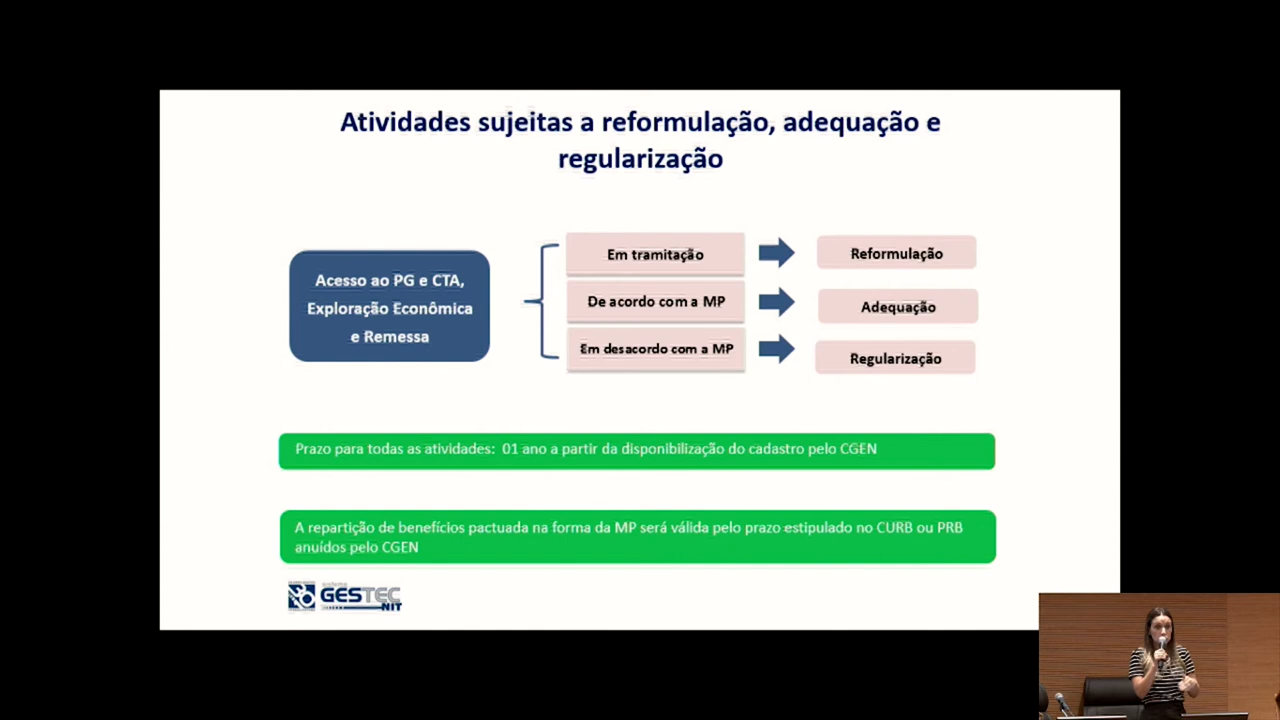 Atividades sujeitas a reformulação, adequação e
regularização
Acesso ao PG e CTA,
Exploração Econômica
e Remessa
Em tramitação
Reformulação
De acordo com a MP
Adequação
Em desacordo com a MP
Regularização
Prazo para todas as atividades: 01 ano a partir da disponibilização do cadastro pelo CGEN
A repartição de benefícios pactuada na forma da MP será válida pelo prazo estipulado no CURB ou PRB
anuídos pelo CGEN
sistema
GESTEC
NIT